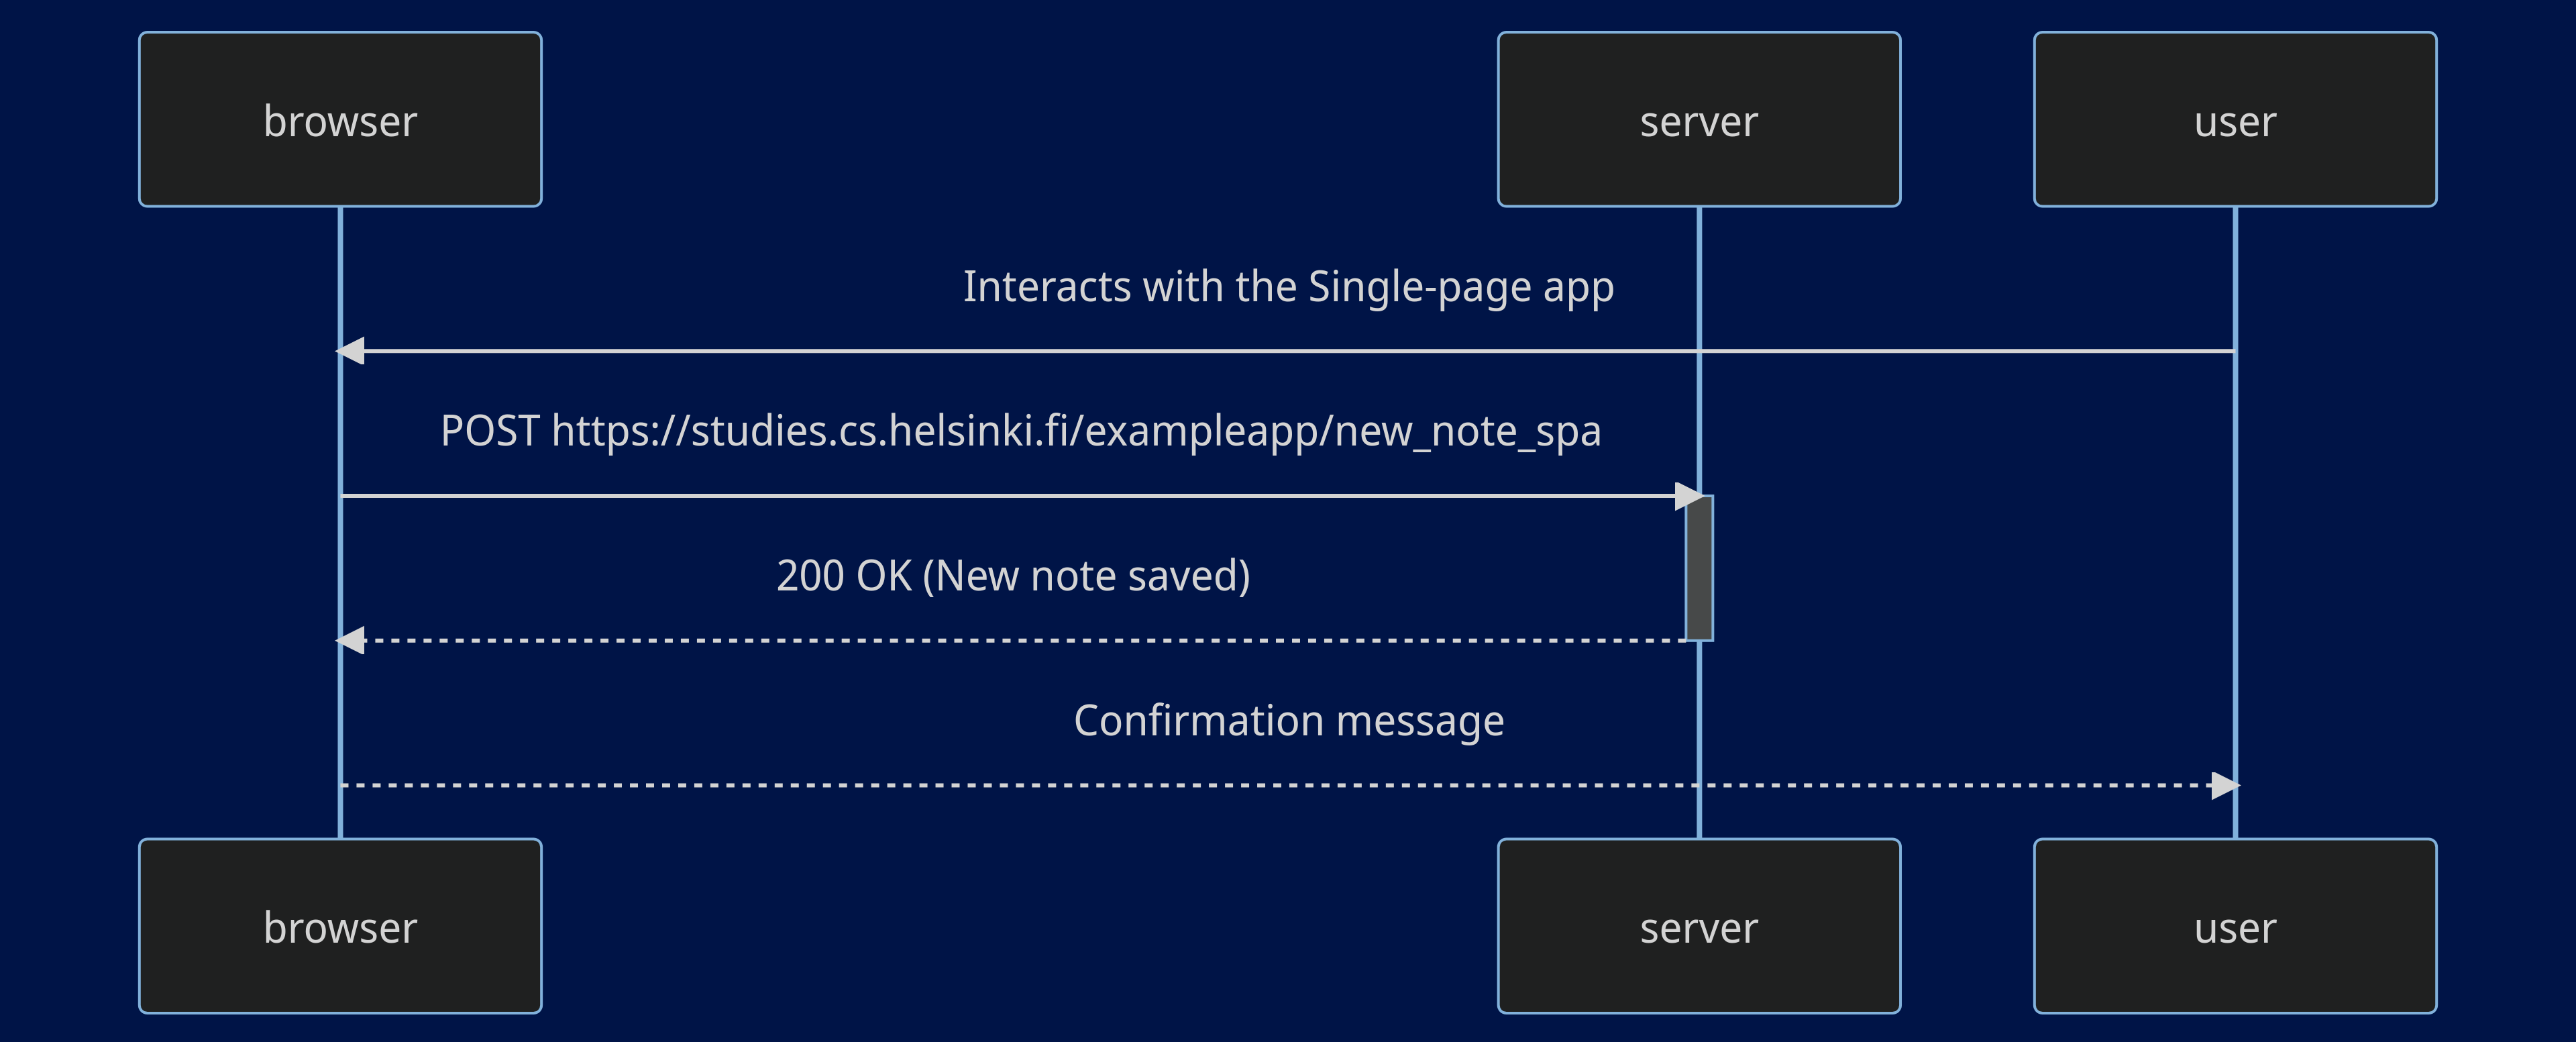 browser
server
user
Interacts with the Single-page app
POST https://studies.cs.helsinki.fi/exampleapp/new_note_spa
200 OK (New note saved)
Confirmation message
browser
server
user